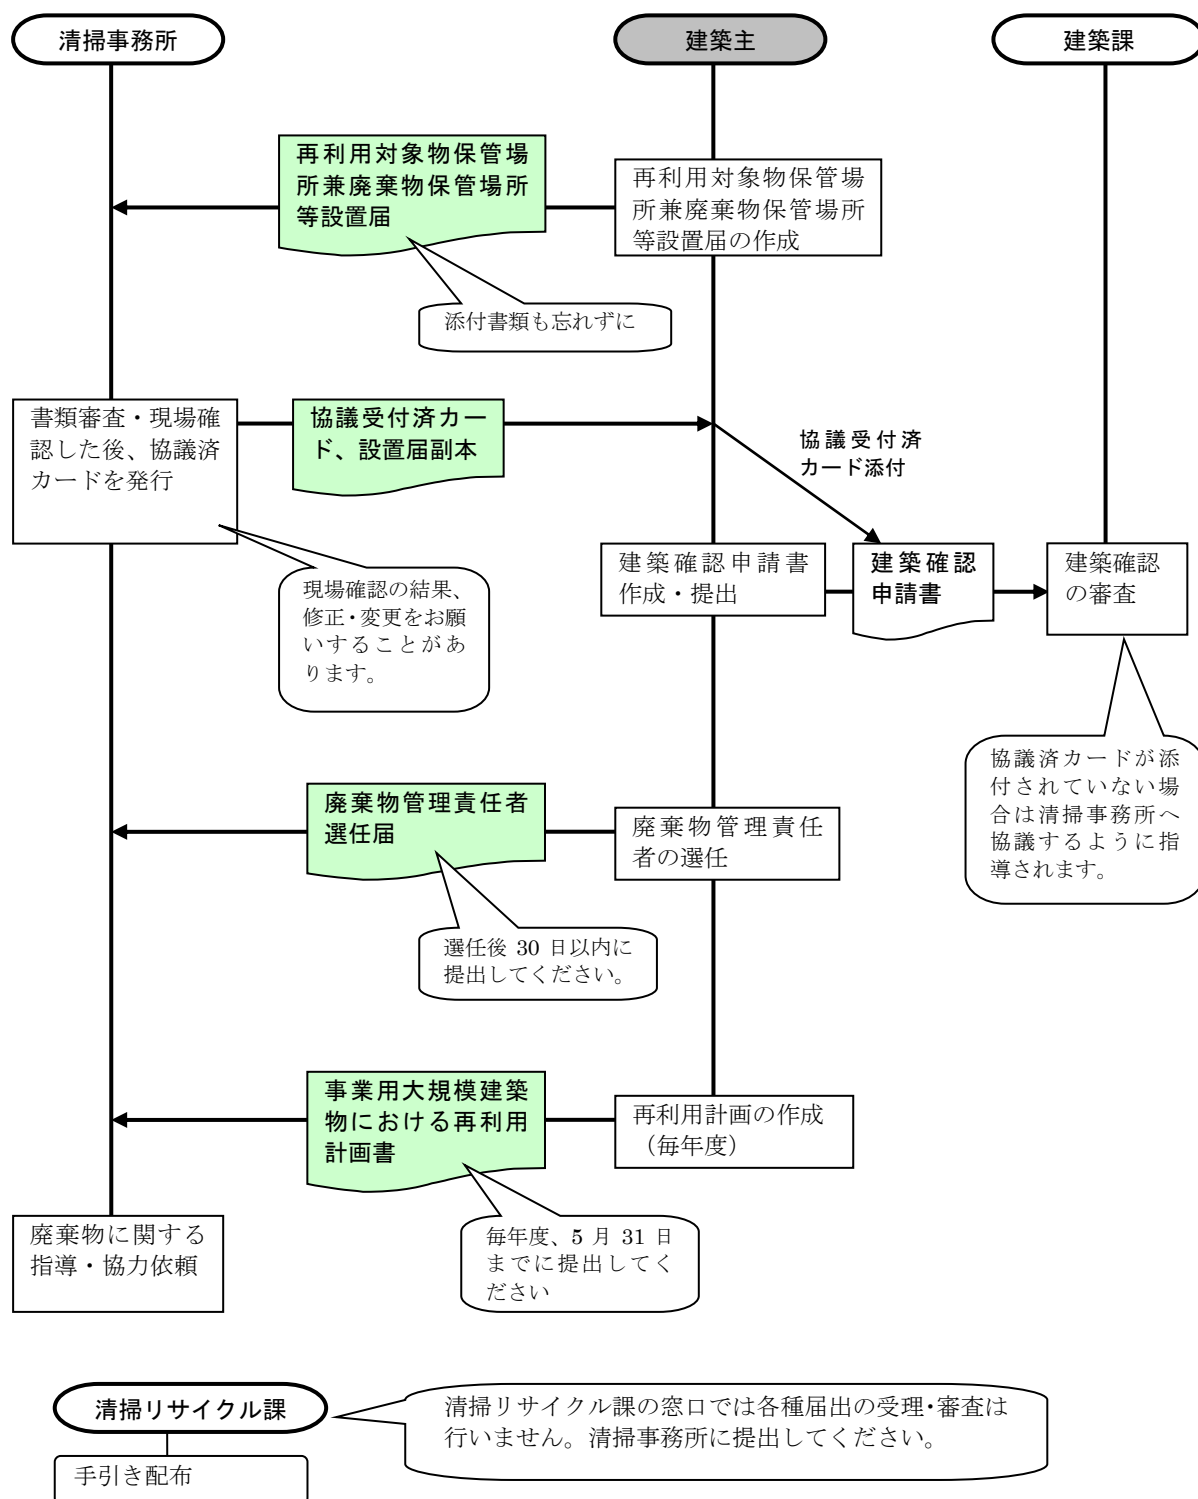 清掃事務所
建築主
建築課
再利用対象物保管場
所兼廃棄物保管場所
等設置届
再利用対象物保管場
所兼廃棄物保管場所
等設置届の作成
添付書類も忘れずに
書類審査・現場確
認した後、協議済
カードを発行
協議受付済カー
ド、設置届副本
協議受付済
カード添付
現場確認の結果、
修正・変更をお願
いすることがあ
ります。
建築確認申請書
作成・提出
建築確認
申請書
建築確認
の審査
協議済カードが添
付されていない場
合は清掃事務所へ
協議するように指
導されます。
廃棄物管理責任者
選任届
廃棄物管理責任
者の選任
選任後 30 日以内に
提出してください。
事業用大規模建築
物における再利用
計画書
再利用計画の作成
（毎年度）
毎年度、5 月 31 日
までに提出してく
ださい
廃棄物に関する
指導・協力依頼
清掃リサイクル課
清掃リサイクル課の窓口では各種届出の受理・審査は
行いません。清掃事務所に提出してください。
手引き配布